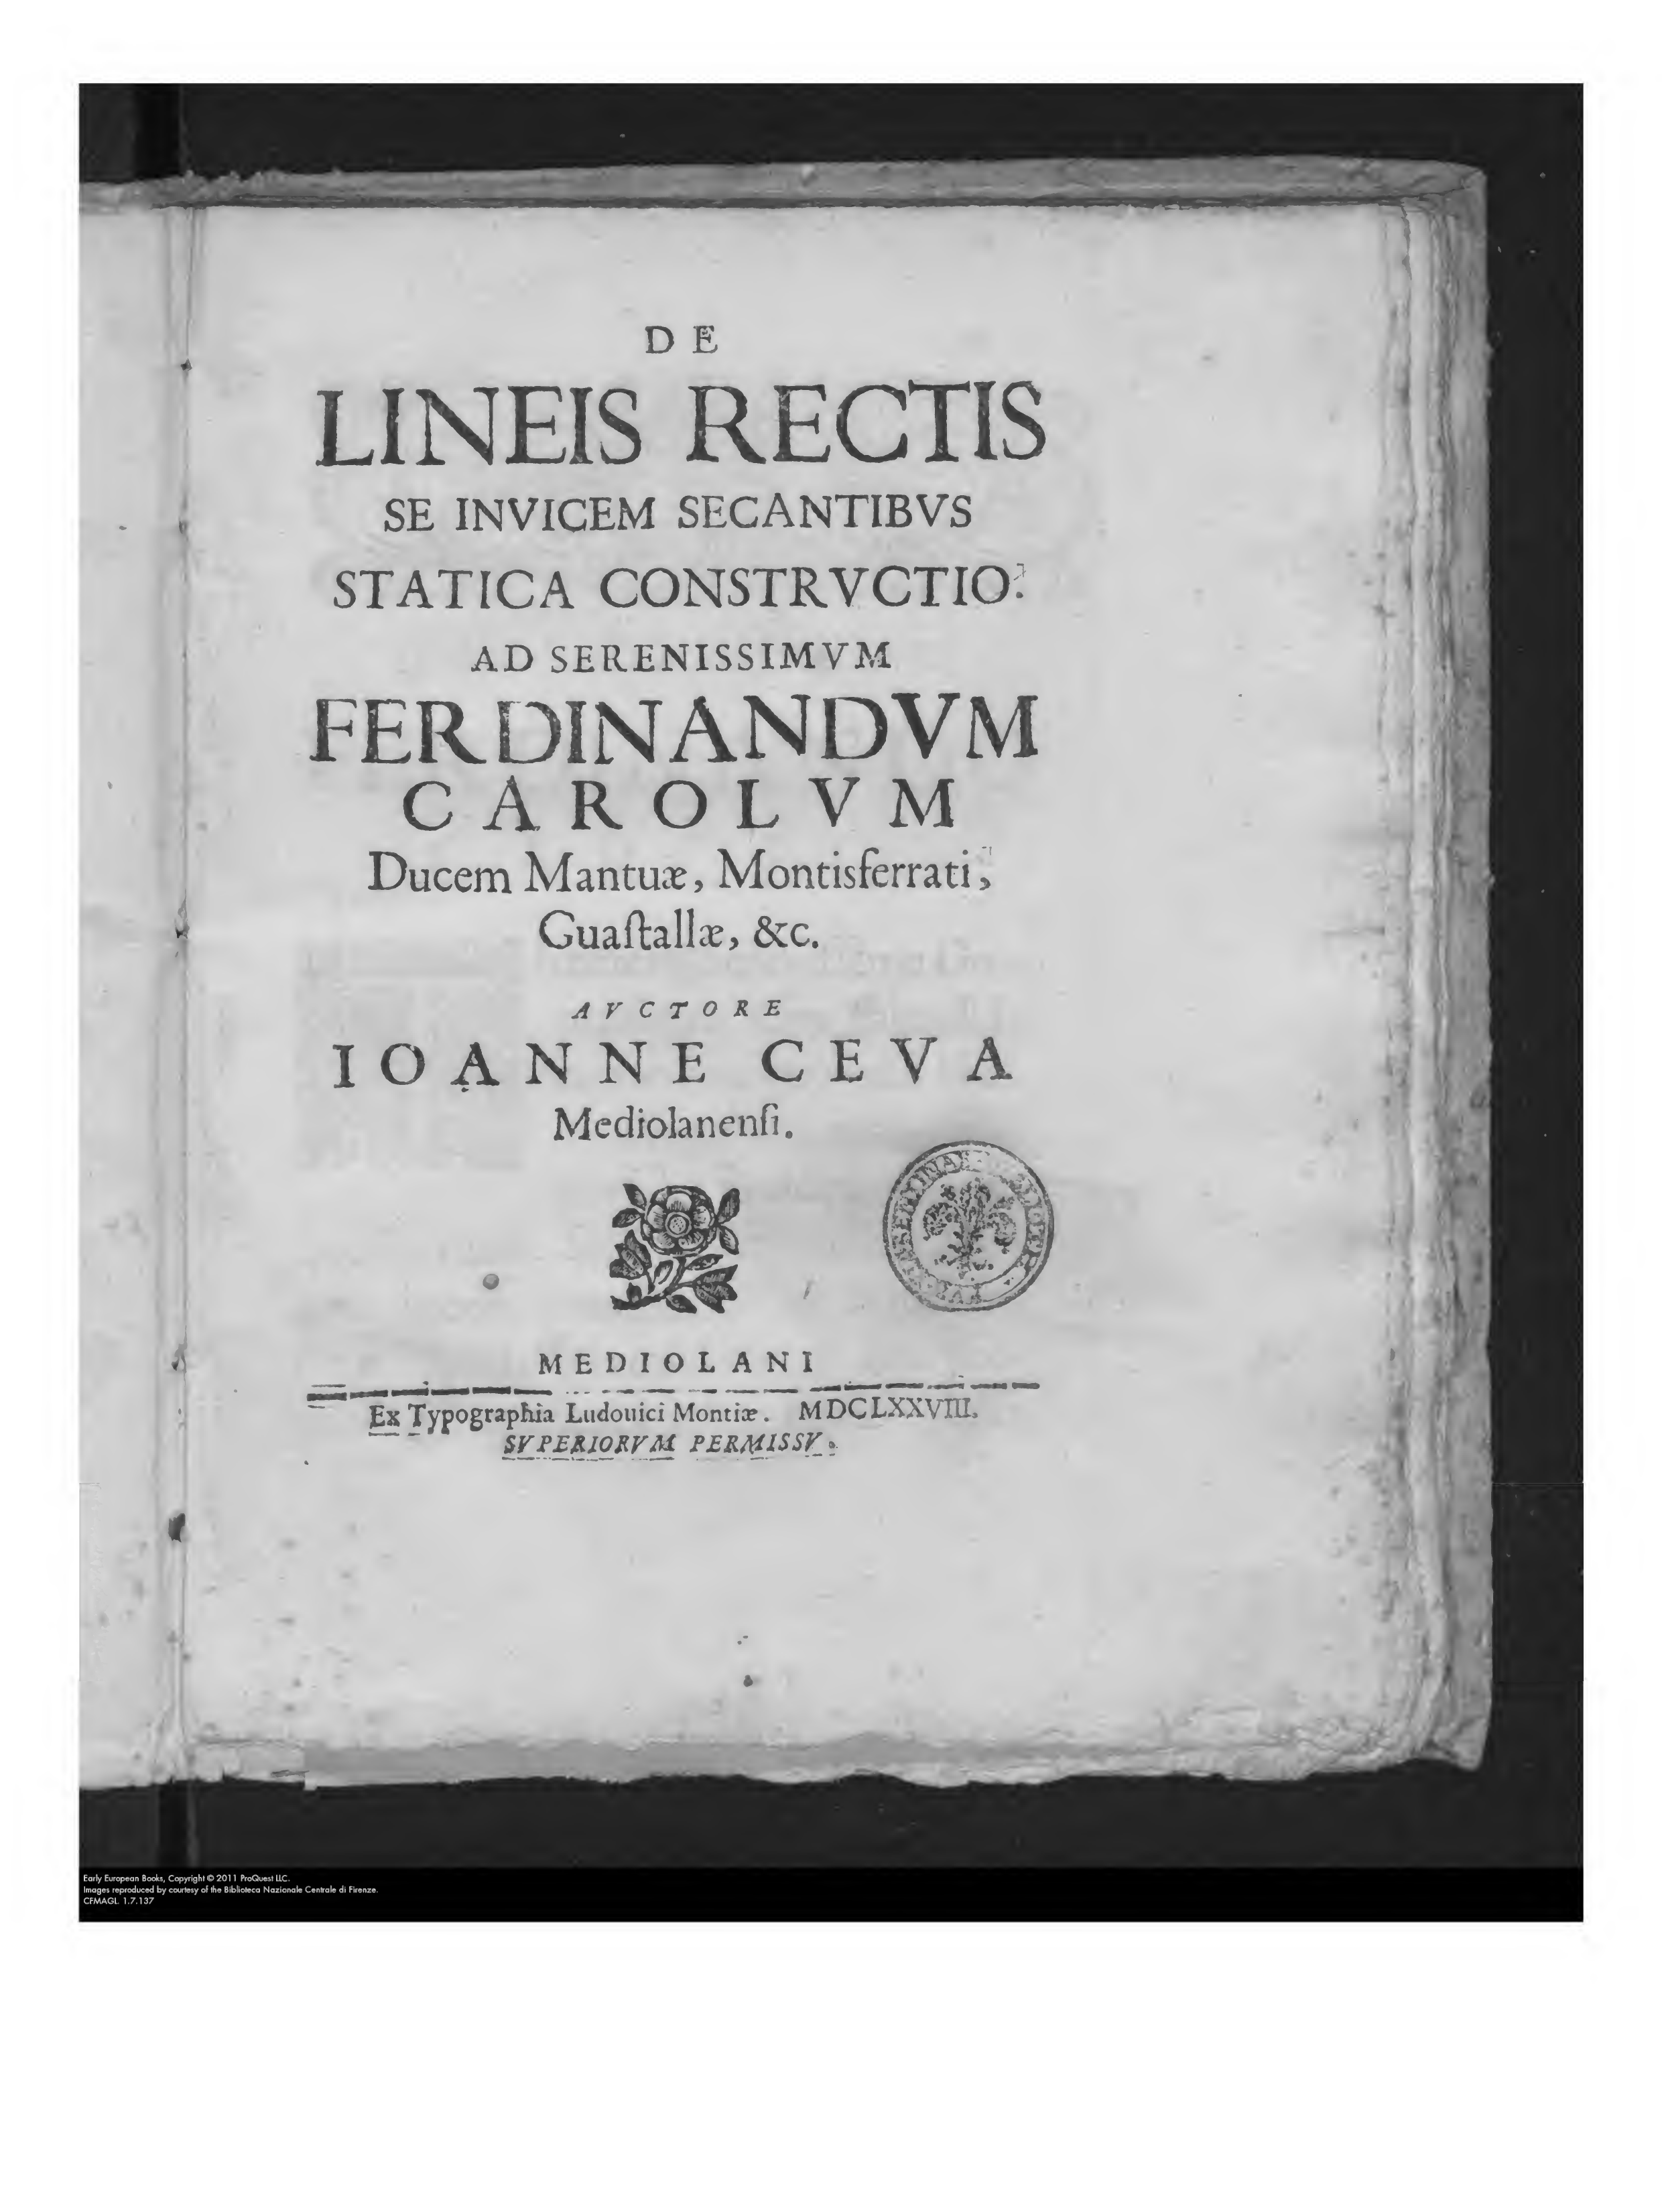 DE
LINEIS RECTIS
SE INVICEM SECANTIBVS
STATICA CONSTRVCTIO.
AD SERENISSIMVM
FERDINANDVM
CAROLVM
Ducem Mantuæ, Montisferrati,
Guaſtallæ, &c.
AVCTORE
IOANNE CEVA
Mediolanenſi.
MEDIOLANI
Ex Typographia Ludouici Montiæ. MDCLXXVIII.
SVPERIORVM PERMISSV.
Early European Books, Copyright © 2011 ProQuest LLC.
Images reproduced by courtesy of the Biblioteca Nazionale Centrale di Firenze.
CFMAGL. 1.7.137